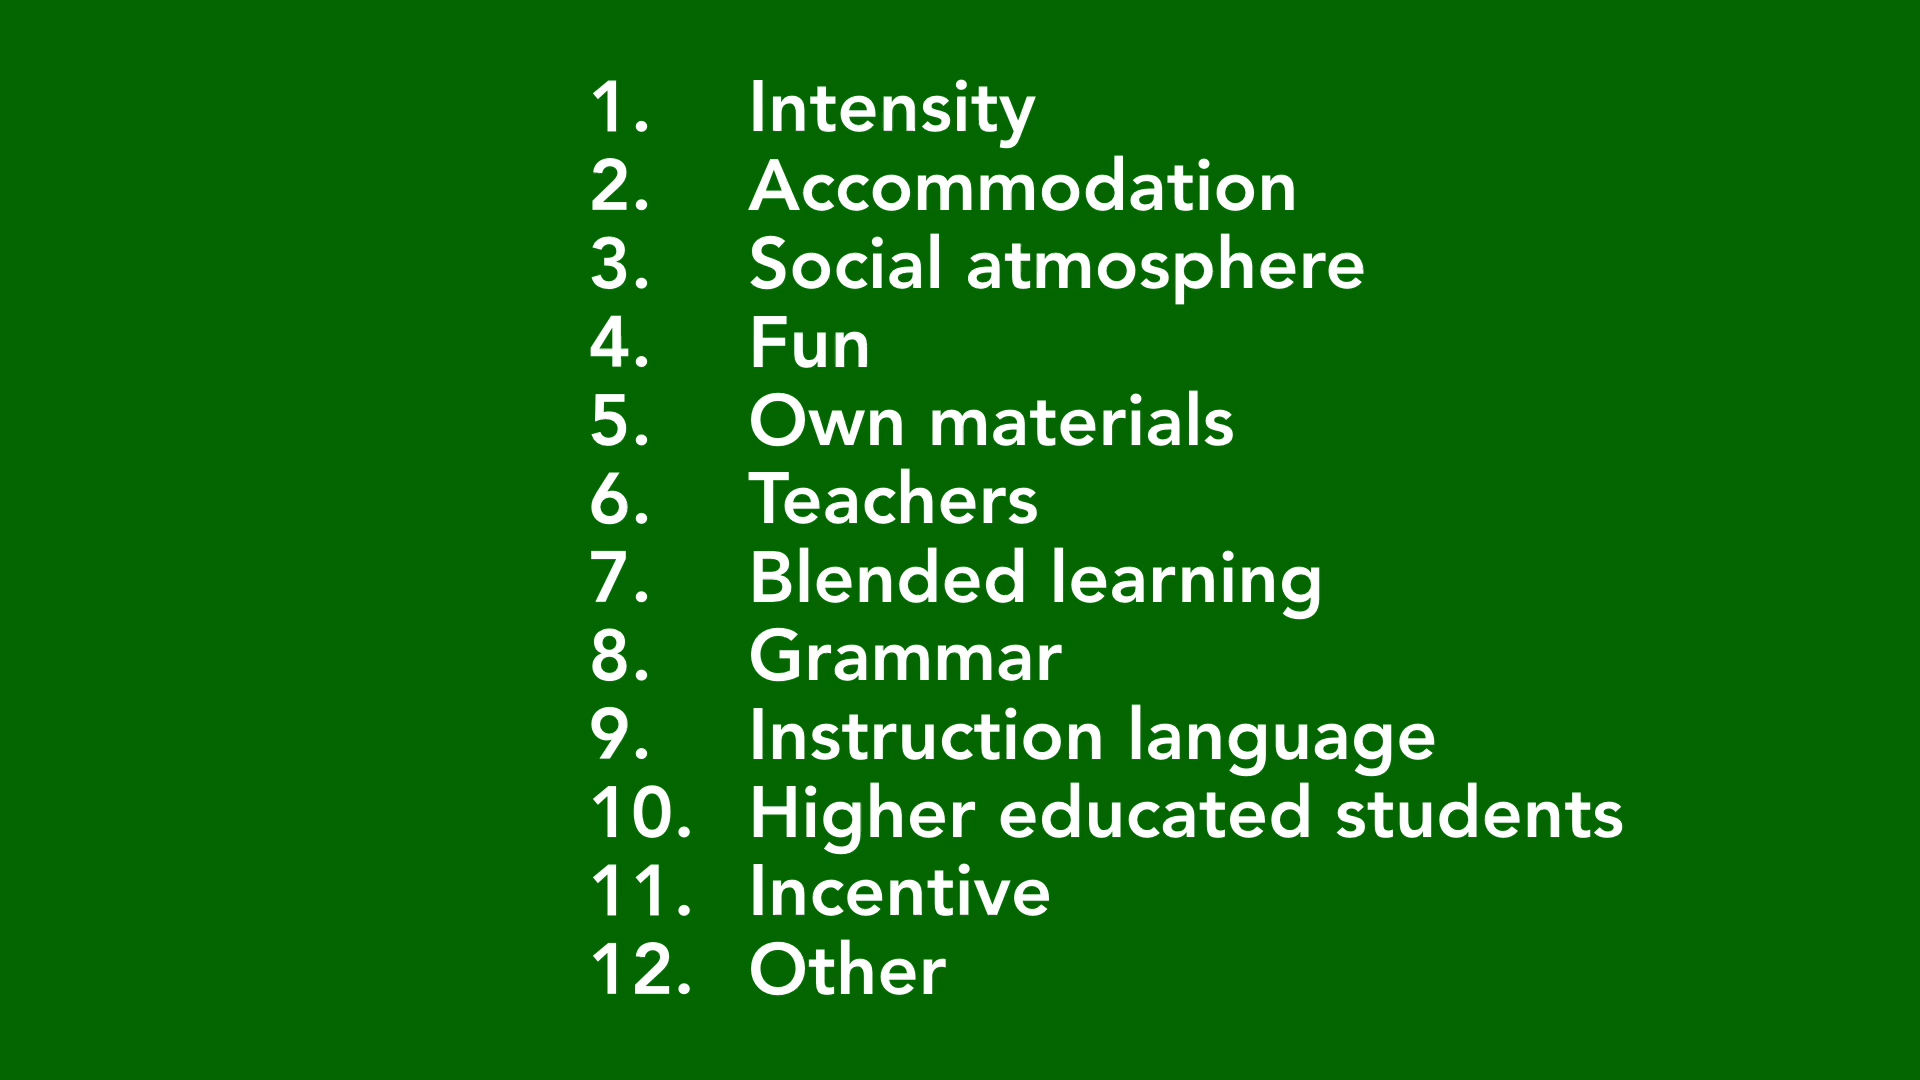 1. Intensity
2. Accommodation
3. Social atmosphere
4. Fun
5. Own materials
6. Teachers
7. Blended learning
8. Grammar
9. Instruction language
10. Higher educated students
11. Incentive
12. Other